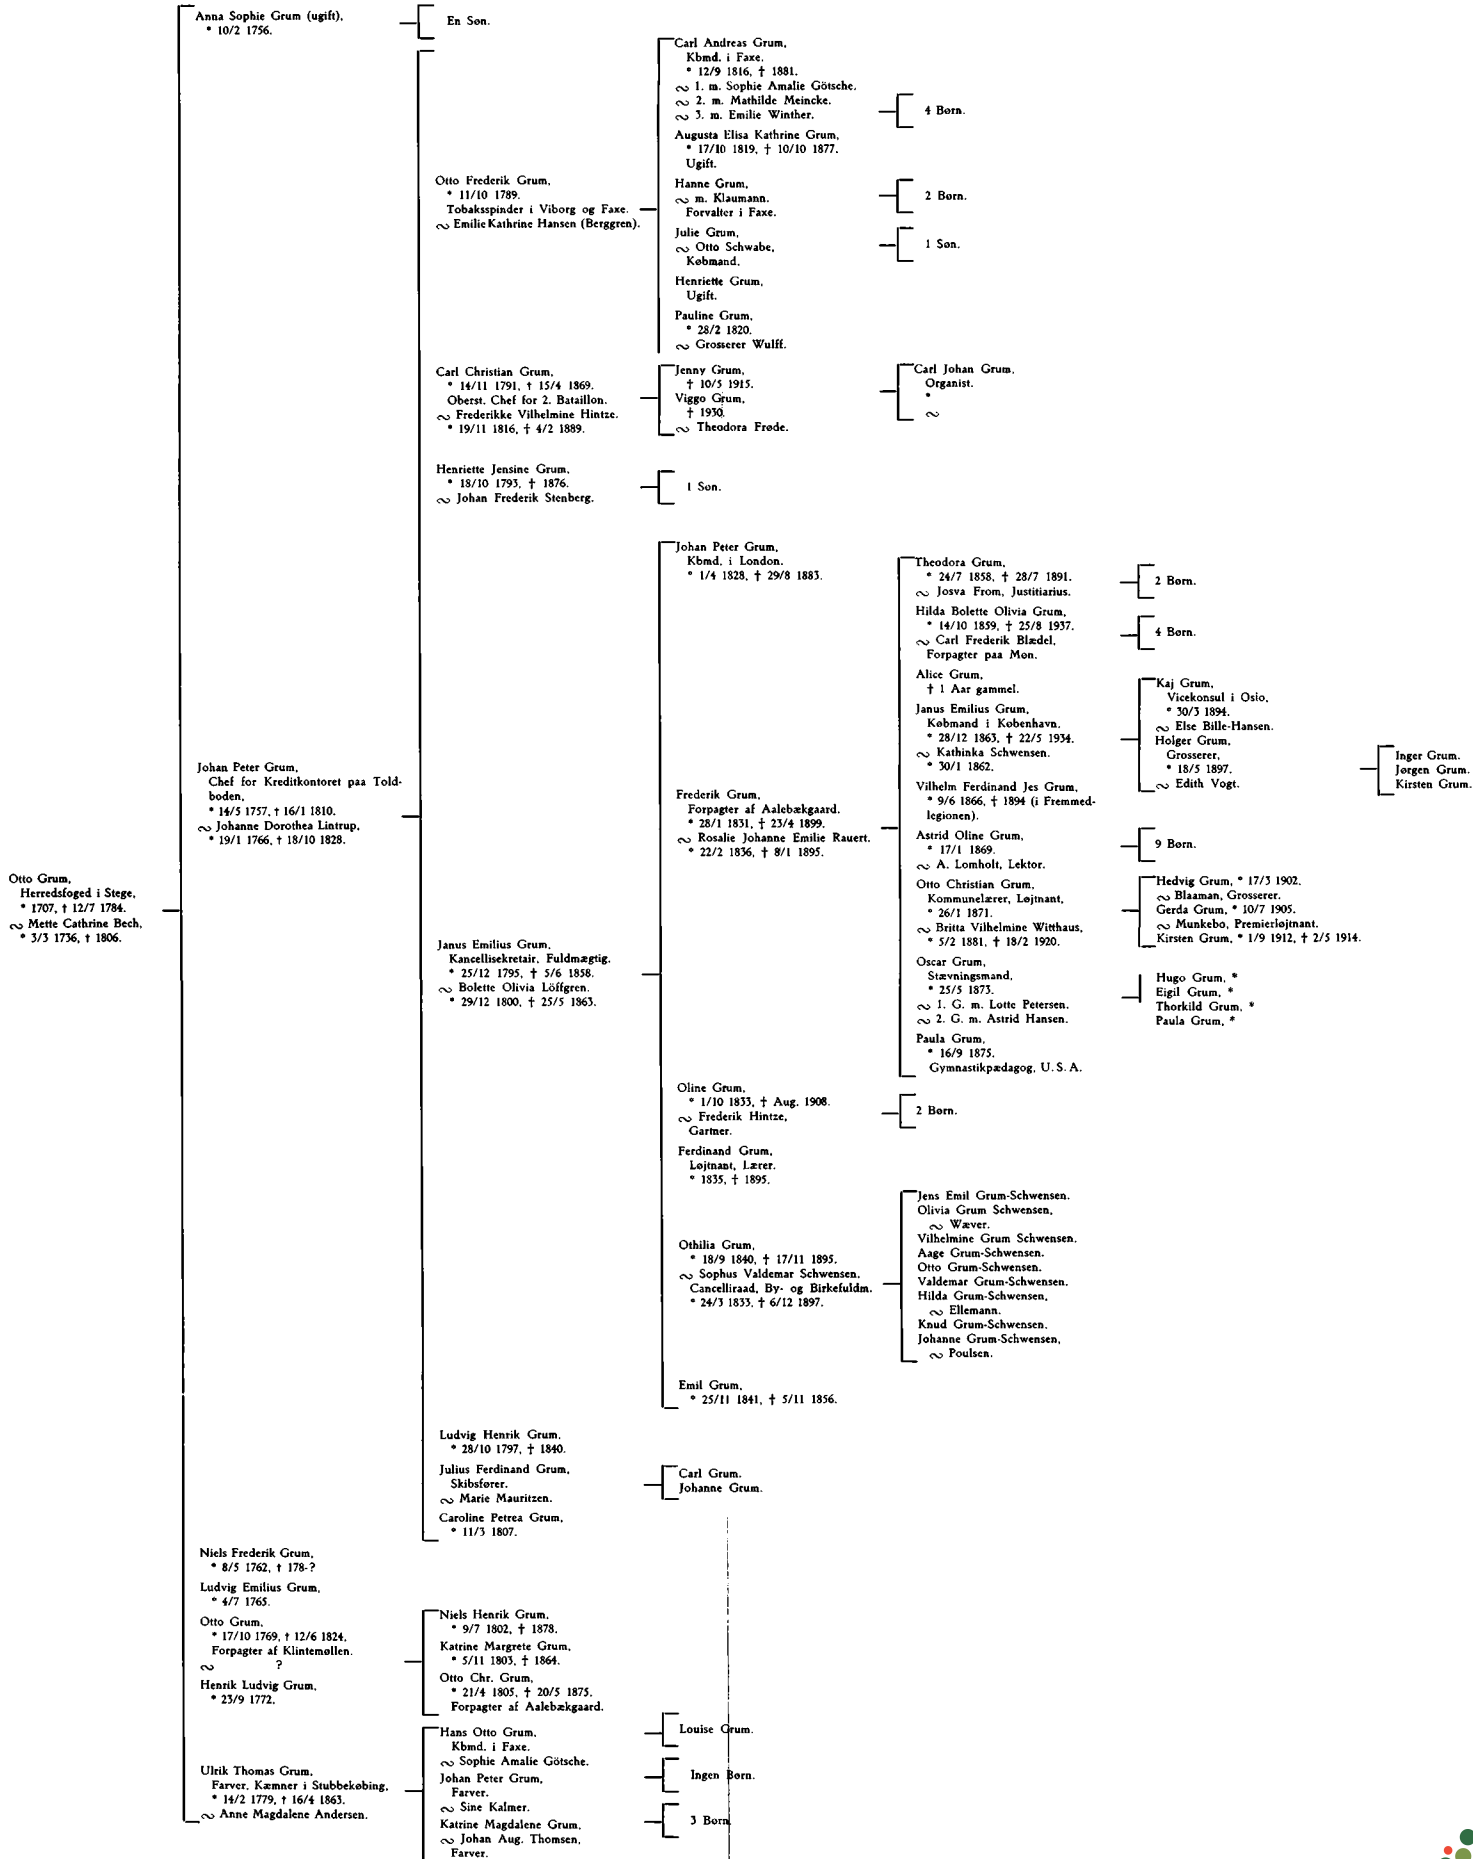 Otto Grum,
Herredsfoged i Stege,
* 1707, † 12/7 1784.
∾ Mette Cathrine Bech,
* 3/3 1736, † 1806.
Anna Sophie Grum (ugift),
* 10/2 1756.
En Søn.
Johan Peter Grum,
Chef for Kreditkontoret paa Told-
boden,
* 14/5 1757, † 16/1 1810.
∾ Johanne Dorothea Lintrup,
* 19/1 1766, † 18/10 1828.
Otto Frederik Grum,
* 11/10 1789.
Tobaksspinder i Viborg og Faxe.
∾ Emilie Kathrine Hansen (Berggren).
Carl Andreas Grum,
Kbmd. i Faxe.
* 12/9 1816, † 1881.
∾ 1. m. Sophie Amalie Götsche.
∾ 2. m. Mathilde Meincke.
∾ 3. m. Emilie Winther.
4 Børn.
Augusta Elisa Kathrine Grum,
* 17/10 1819, † 10/10 1877.
Ugift.
Hanne Grum,
∾ m. Klaumann.
Forvalter i Faxe.
2 Børn.
Julie Grum,
∾ Otto Schwabe,
Købmand.
1 Søn.
Henriette Grum,
Ugift.
Pauline Grum,
* 28/2 1820.
∾ Grosserer Wulff.
Carl Christian Grum,
* 14/11 1791, † 15/4 1869.
Oberst. Chef for 2. Bataillon.
∾ Frederikke Vilhelmine Hintze.
* 19/11 1816, † 4/2 1889.
Jenny Grum,
† 10/5 1915.
Viggo Grum,
† 1930.
∾ Theodora Frøde.
Carl Johan Grum,
Organist.
*
∾
Henriette Jensine Grum,
* 18/10 1793, † 1876.
∾ Johan Frederik Stenberg.
1 Søn.
Janus Emilius Grum,
Kancellisekretair, Fuldmægtig.
* 25/12 1795, † 5/6 1858.
∾ Bolette Olivia Löffgren.
* 29/12 1800, † 25/5 1863.
Johan Peter Grum,
Kbmd. i London.
* 1/4 1828, † 29/8 1883.
Frederik Grum,
Forpagter af Aalebækgaard.
* 28/1 1831, † 23/4 1899.
∾ Rosalie Johanne Emilie Rauert.
* 22/2 1836, † 8/1 1895.
Theodora Grum,
* 24/7 1858, † 28/7 1891.
∾ Josva From, Justitiarius.
2 Børn.
Hilda Bolette Olivia Grum,
* 14/10 1859, † 25/8 1937.
∾ Carl Frederik Blædel,
Forpagter paa Møn.
4 Børn.
Alice Grum,
† 1 Aar gammel.
Janus Emilius Grum,
Købmand i København.
* 28/12 1863, † 22/5 1934.
∾ Kathinka Schwensen.
* 30/1 1862.
Kaj Grum,
Vicekonsul i Oslo,
* 30/3 1894.
∾ Else Bille-Hansen.
Holger Grum,
Grosserer,
* 18/5 1897.
∾ Edith Vogt.
Inger Grum.
Jørgen Grum.
Kirsten Grum.
Vilhelm Ferdinand Jes Grum,
* 9/6 1866, † 1894 (i Fremmed-
legionen).
Astrid Oline Grum,
* 17/1 1869.
∾ A. Lomholt, Lektor.
9 Børn.
Otto Christian Grum,
Kommunelærer, Løjtnant,
* 26/1 1871.
∾ Britta Vilhelmine Witthaus,
* 5/2 1881, † 18/2 1920.
Hedvig Grum, * 17/3 1902.
∾ Blaaman, Grosserer.
Gerda Grum, * 10/7 1905.
∾ Munkebo, Premierløjtnant.
Kirsten Grum, * 1/9 1912, † 2/5 1914.
Oscar Grum,
Stævningsmand,
* 25/5 1873.
∾ 1. G. m. Lotte Petersen.
∾ 2. G. m. Astrid Hansen.
Hugo Grum, *
Eigil Grum, *
Thorkild Grum, *
Paula Grum, *
Paula Grum,
* 16/9 1875.
Gymnastikpædagog, U. S. A.
Oline Grum,
* 1/10 1833, † Aug. 1908.
∾ Frederik Hintze,
Gartner.
2 Børn.
Ferdinand Grum,
Løjtnant, Lærer.
* 1835, † 1895.
Othilia Grum,
* 18/9 1840, † 17/11 1895.
∾ Sophus Valdemar Schwensen.
Cancelliraad, By- og Birkefuldm.
* 24/3 1833, † 6/12 1897.
Jens Emil Grum-Schwensen.
Olivia Grum Schwensen,
∾ Wæver.
Vilhelmine Grum Schwensen.
Aage Grum-Schwensen.
Otto Grum-Schwensen.
Valdemar Grum-Schwensen.
Hilda Grum-Schwensen,
∾ Ellemann.
Knud Grum-Schwensen.
Johanne Grum-Schwensen,
∾ Poulsen.
Emil Grum,
* 25/11 1841, † 5/11 1856.
Ludvig Henrik Grum.
* 28/10 1797, † 1840.
Julius Ferdinand Grum,
Skibsfører.
∾ Marie Mauritzen.
Carl Grum.
Johanne Grum.
Caroline Petrea Grum,
* 11/3 1807.
Niels Frederik Grum,
* 8/5 1762, † 178-?
Ludvig Emilius Grum,
* 4/7 1765.
Otto Grum,
* 17/10 1769, † 12/6 1824.
Forpagter af Klintemøllen.
∾ ?
Niels Henrik Grum,
* 9/7 1802, † 1878.
Katrine Margrete Grum,
* 5/11 1803, † 1864.
Otto Chr. Grum,
* 21/4 1805, † 20/5 1875.
Forpagter af Aalebækgaard.
Henrik Ludvig Grum,
* 23/9 1772.
Ulrik Thomas Grum,
Farver, Kæmner i Stubbekøbing,
* 14/2 1779, † 16/4 1863.
∾ Anne Magdalene Andersen.
Hans Otto Grum,
Kbmd. i Faxe.
∾ Sophie Amalie Götsche.
Louise Grum.
Johan Peter Grum,
Farver.
∾ Sine Kalmer.
Ingen Børn.
Katrine Magdalene Grum,
∾ Johan Aug. Thomsen,
Farver.
3 Børn